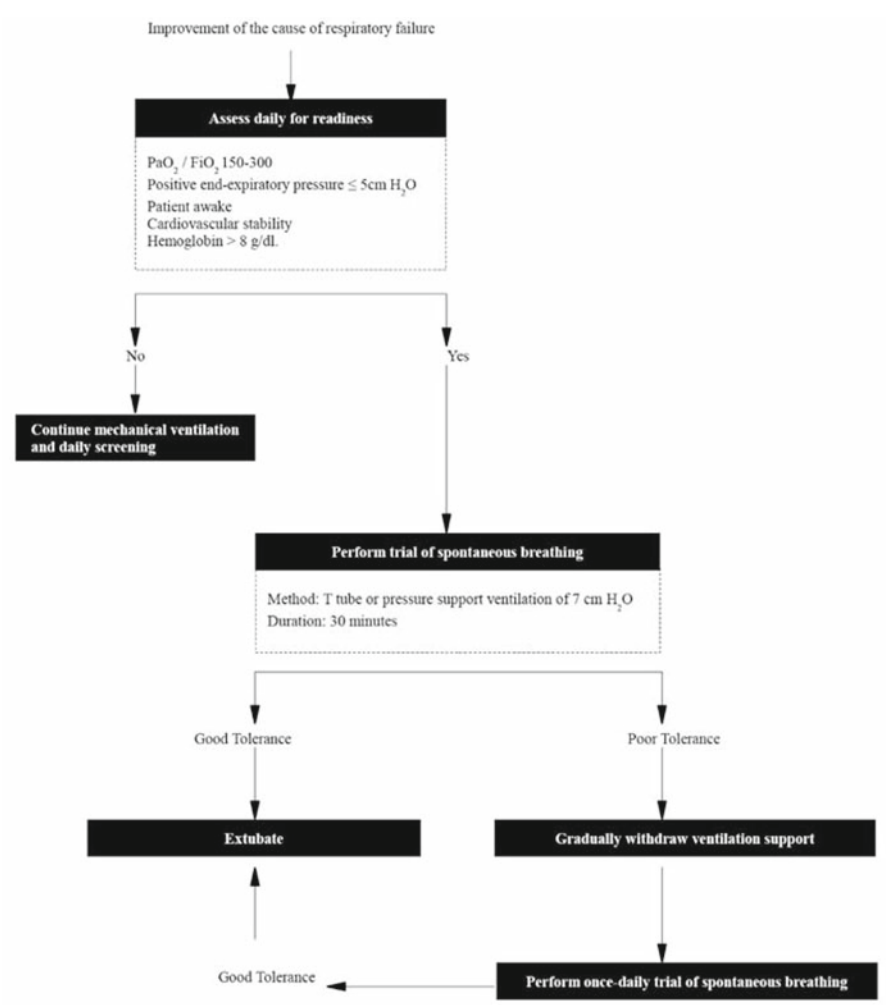 Improvement of the cause of respiratory failure
Assess daily for readiness
PaO₂ / FiO₂ 150-300
Positive end-expiratory pressure ≤ 5cm H₂O
Patient awake
Cardiovascular stability
Hemoglobin > 8 g/dl.
No
Yes
Continue mechanical ventilation
and daily screening
Perform trial of spontaneous breathing
Method: T tube or pressure support ventilation of 7 cm H₂O
Duration: 30 minutes
Good Tolerance
Poor Tolerance
Extubate
Gradually withdraw ventilation support
Good Tolerance
Perform once-daily trial of spontaneous breathing